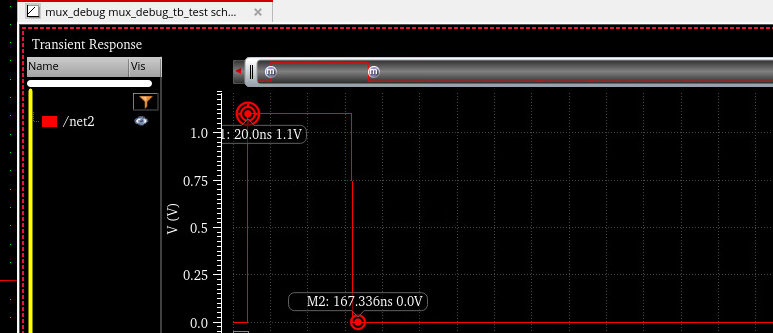 mux_debug mux_debug_tb_test sch...
Transient Response
Name Vis
/net2
m m
1: 20.0ns 1.1V
1.0
0.75
V (V)
0.5
0.25
M2: 167.336ns 0.0V
0.0